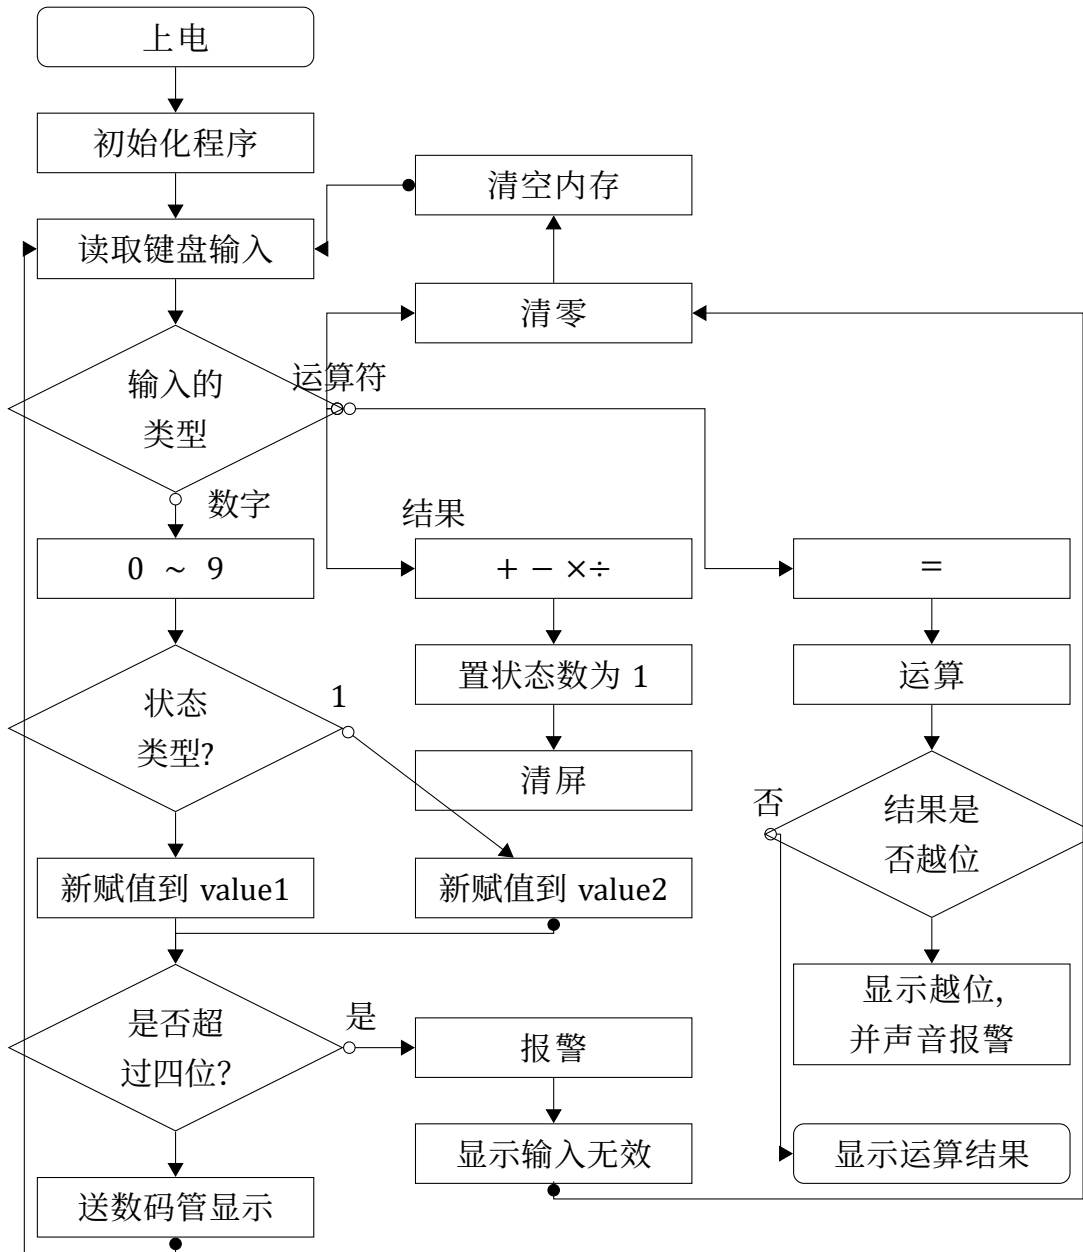 上电
初始化程序
清空内存
读取键盘输入
清零
运算符
输入的
类型
数字
结果
0 ~ 9
+ − ×÷
=
置状态数为 1
运算
1
状态
类型?
清屏
否
结果是
否越位
新赋值到 value1
新赋值到 value2
显示越位,
并声音报警
是
是否超
过四位?
报警
显示输入无效
显示运算结果
送数码管显示